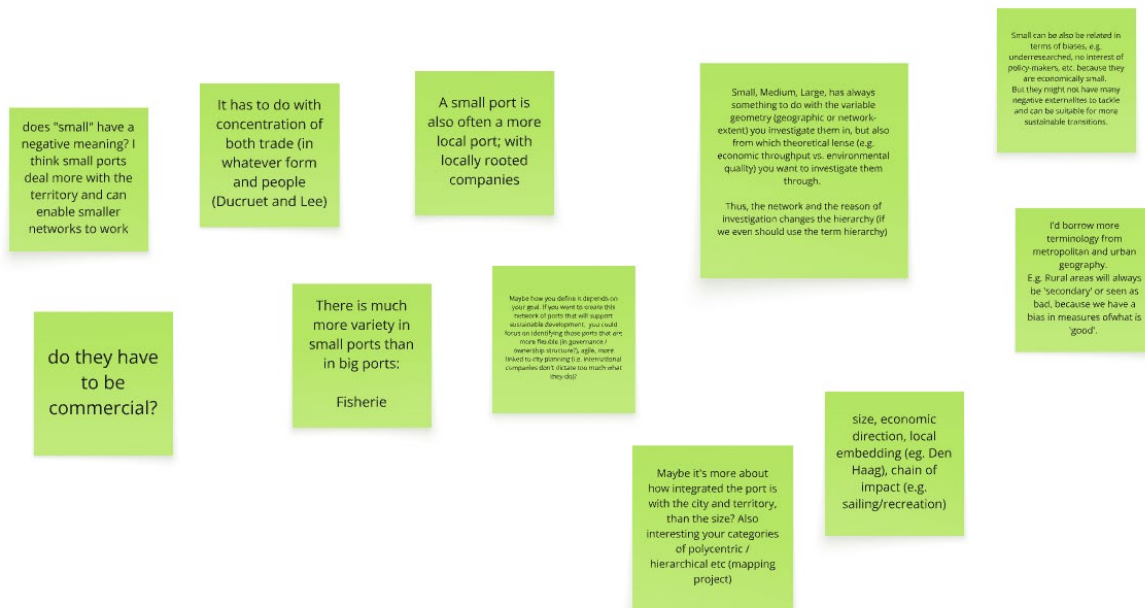 does "small" have a
negative meaning? I
think small ports
deal more with the
territory and can
enable smaller
networks to work
It has to do with
concentration of
both trade (in
whatever form
and people
(Ducruet and Lee)
A small port is
also often a more
local port; with
locally rooted
companies
Small, Medium, Large, has always
something to do with the variable
geometry (geographic or network-
extent) you investigate them in, but also
from which theoretical lense (e.g.
economic throughput vs. environmental
quality) you want to investigate them
through.
Thus, the network and the reason of
investigation changes the hierarchy (if
we even should use the term hierarchy)
Small can be also be related in
terms of biases, e.g.
underresearched, no interest of
policy-makers, etc. because they
are economically small.
But they might not have many
negative externalites to tackle
and can be suitable for more
sustainable transitions.
do they have
to be
commercial?
There is much
more variety in
small ports than
in big ports:
Fisherie
Maybe how you define it depends on
your goal. If you want to create this
network of ports that will support
sustainable development, you could
focus on identifying those ports that are
more flexible (in governance /
ownership structure?), agile, more
linked to city planning (i.e. international
companies don't dictate too much what
they do)?
I'd borrow more
terminology from
metropolitan and urban
geography.
E.g. Rural areas will always
be 'secondary' or seen as
bad, because we have a
bias in measures ofwhat is
'good'.
Maybe it's more about
how integrated the port is
with the city and territory,
than the size? Also
interesting your categories
of polycentric /
hierarchical etc (mapping
project)
size, economic
direction, local
embedding (eg. Den
Haag), chain of
impact (e.g.
sailing/recreation)